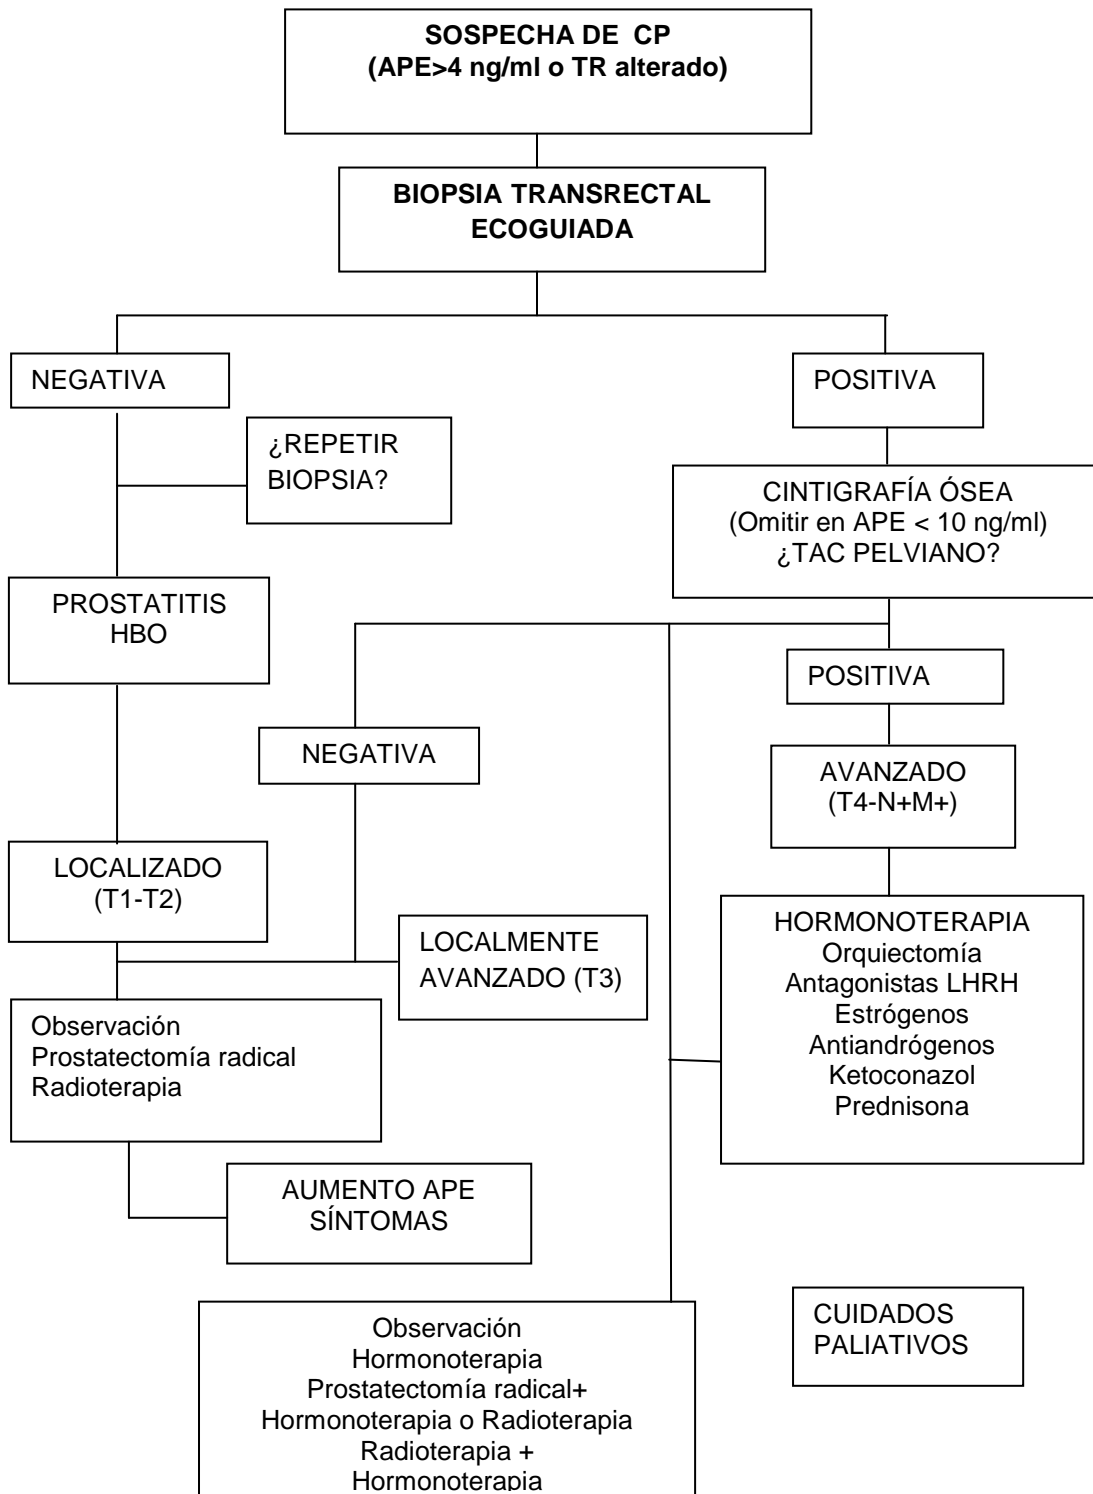 SOSPECHA DE CP
(APE>4 ng/ml o TR alterado)
BIOPSIA TRANSRECTAL
ECOGUIADA
NEGATIVA
POSITIVA
¿REPETIR
BIOPSIA?
CINTIGRAFÍA ÓSEA
(Omitir en APE < 10 ng/ml)
¿TAC PELVIANO?
PROSTATITIS
HBO
POSITIVA
NEGATIVA
AVANZADO
(T4-N+M+)
LOCALIZADO
(T1-T2)
LOCALMENTE
AVANZADO (T3)
HORMONOTERAPIA
Orquiectomía
Antagonistas LHRH
Estrógenos
Antiandrógenos
Ketoconazol
Prednisona
Observación
Prostatectomía radical
Radioterapia
AUMENTO APE
SÍNTOMAS
CUIDADOS
PALIATIVOS
Observación
Hormonoterapia
Prostatectomía radical+
Hormonoterapia o Radioterapia
Radioterapia +
Hormonoterapia